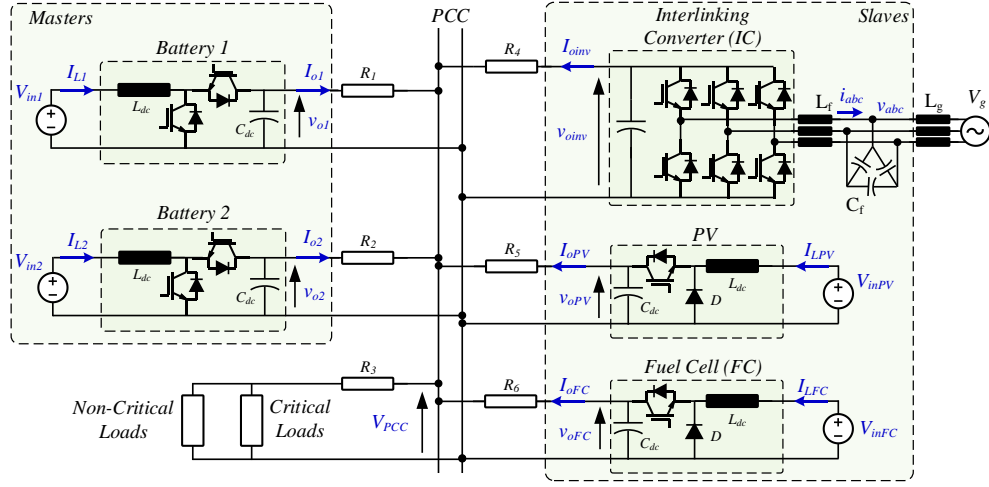 Masters
PCC
Interlinking
Converter (IC)
Slaves
Battery 1
I_L1
V_in1
L_dc
C_dc
I_o1
v_o1
R_1
R_4
I_oinv
v_oinv
L_f
i_abc
v_abc
L_g
V_g
C_f
Battery 2
I_L2
V_in2
L_dc
C_dc
I_o2
v_o2
R_2
R_5
PV
I_oPV
v_oPV
C_dc
D
L_dc
I_LPV
V_inPV
R_3
Non-Critical
Loads
Critical
Loads
V_PCC
R_6
Fuel Cell (FC)
I_oFC
v_oFC
C_dc
D
L_dc
I_LFC
V_inFC